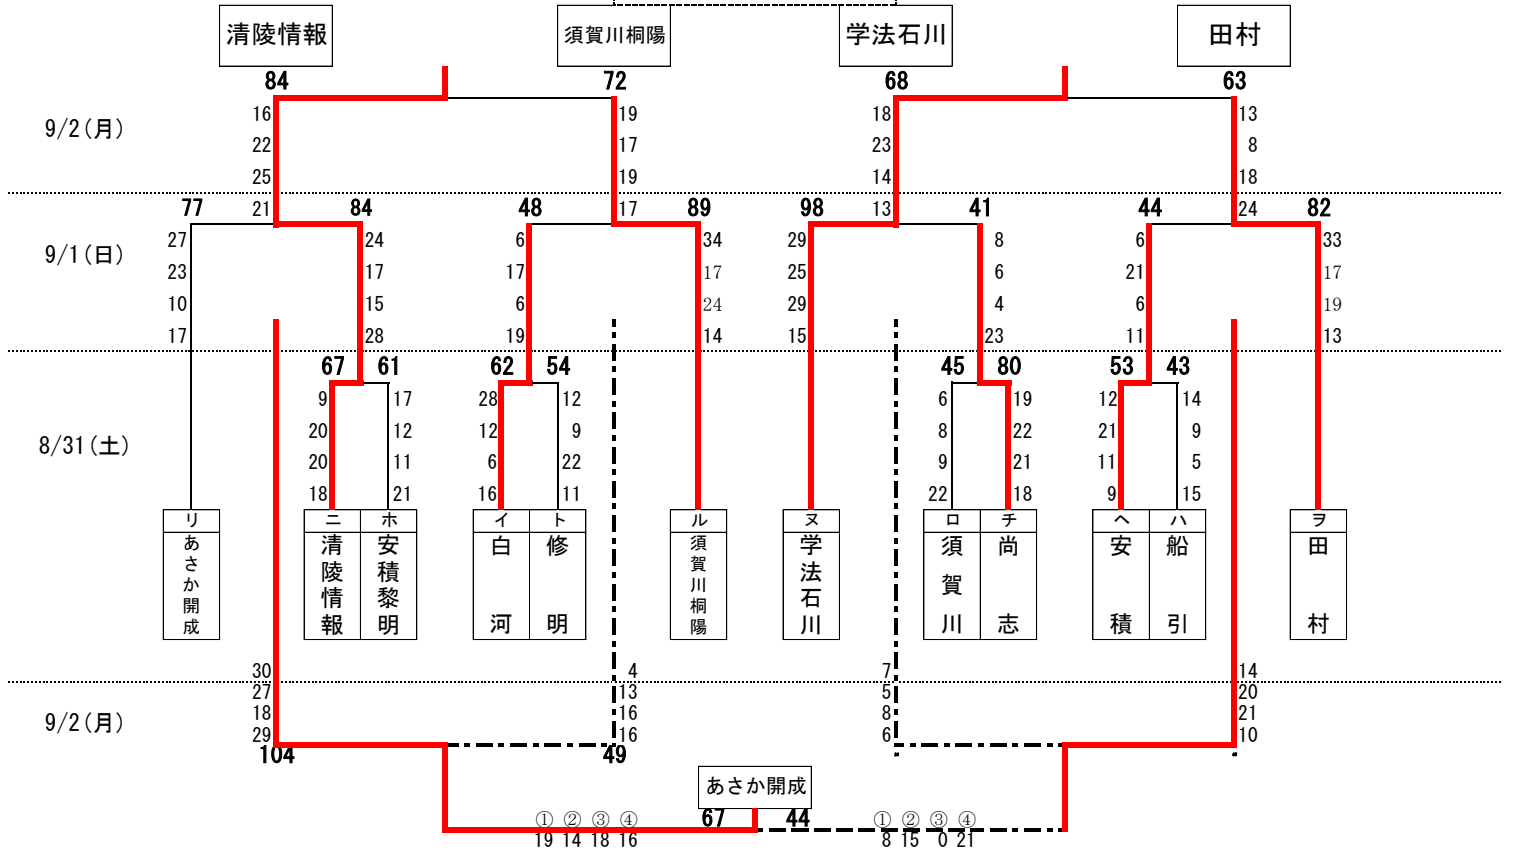 清陵情報 須賀川桐陽 学法石川 田村
84 72 68 63
16 19 18 13
9/2(月)
22 17 23 8
25 19 14 18
21 17 13 24
77 84 48 89 98 41 44 82
27 24 6 34 29 8 6 33
9/1(日)
23 17 17 17 25 6 21 17
10 15 6 24 29 4 6 19
17 28 19 14 15 23 11 13
67 61 62 54 45 80 53 43
9 17 28 12 6 19 12 14
20 12 12 9 8 22 21 9
8/31(土)
20 11 6 22 9 21 11 5
18 21 16 11 22 18 9 15
リ ニ ホ イ ト ル ヌ ロ チ ヘ ハ ヲ
あさか開成
清陵情報
安積黎明
白河
修明
須賀川桐陽
学法石川
須賀川
尚志
安積
船引
田村
30 4 7 14
27 13 5 20
9/2(月)
18 16 8 21
29 16 6 10
104 49
あさか開成
67 44
① ② ③ ④ ① ② ③ ④
19 14 18 16 8 15 0 21